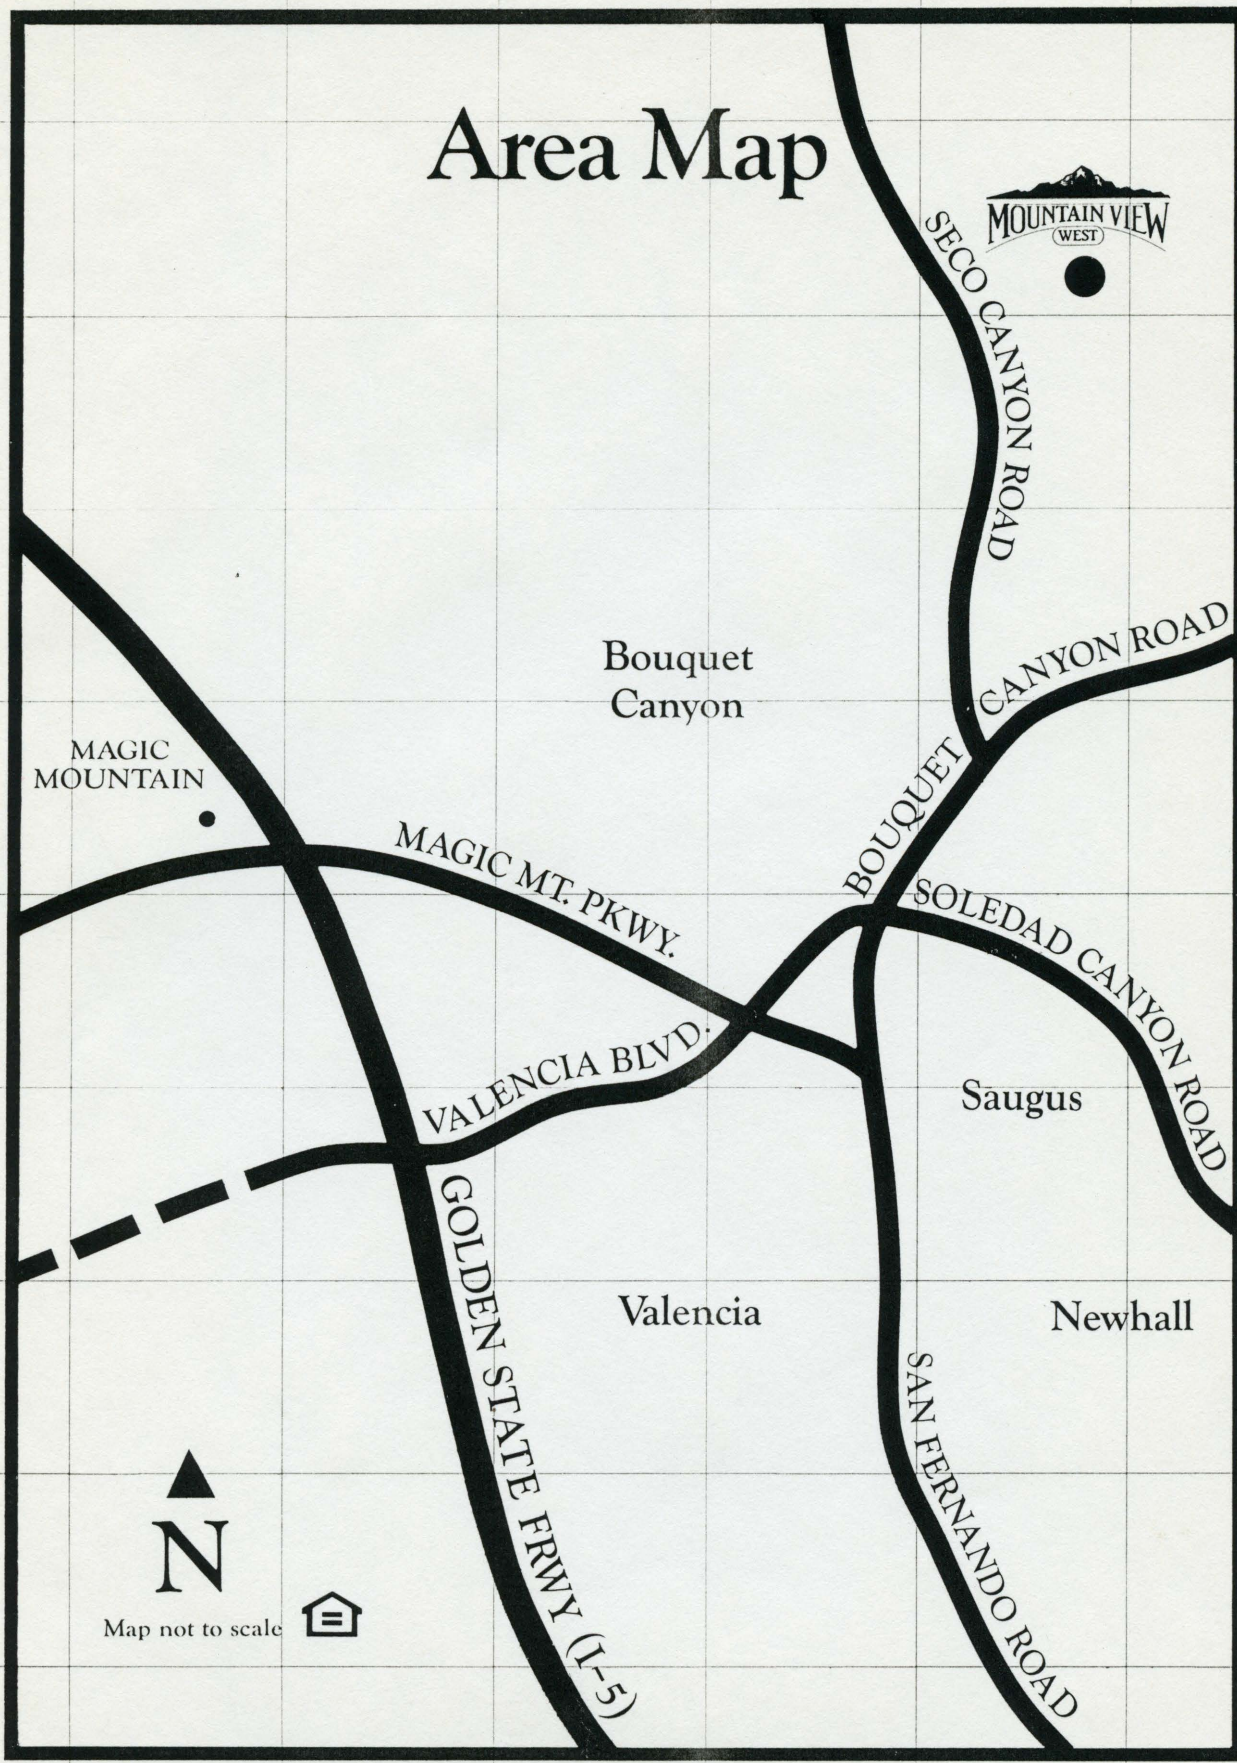 Area Map
MOUNTAIN VIEW
WEST
SECO CANYON ROAD
Bouquet
Canyon
BOUQUET CANYON ROAD
MAGIC
MOUNTAIN
MAGIC MT. PKWY.
SOLEDAD CANYON ROAD
VALENCIA BLVD.
Saugus
GOLDEN STATE FRWY (I-5)
Valencia
Newhall
SAN FERNANDO ROAD
N
Map not to scale